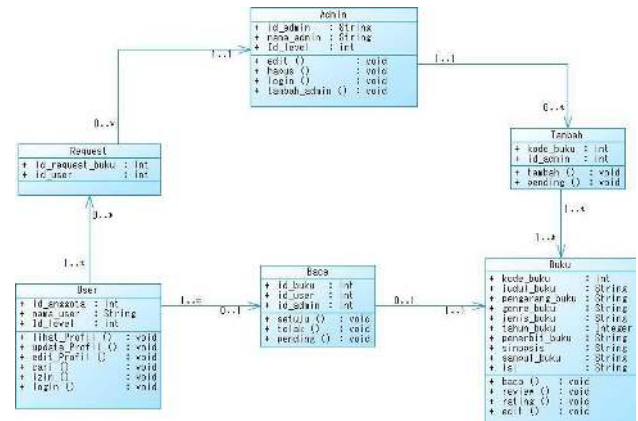 Admin
+ id_admin : String
+ nama_admin : String
+ Id_level : int
+ edit () : void
+ hapus () : void
+ login () : void
+ tambah_admin () : void
1..1
1..1
0..*
0..*
Request
+ id_request_buku : int
+ id_user : int
Tambah
+ kode_buku : int
+ id_admin : int
+ tambah () : void
+ pending () : void
0..*
1..*
1..*
1..*
User
+ id_anggota : int
+ nama_user : String
+ Id_level : int
+ lihat_Profil () : void
+ update_Profil () : void
+ edit_Profil () : void
+ cari () : void
+ izin () : void
+ login () : void
1..*
0..1
Baca
+ id_buku : int
+ id_user : int
+ id_admin : int
+ setuju () : void
+ tolak () : void
+ pending () : void
0..1
1..1
Buku
+ kode_buku : int
+ judul_buku : String
+ pengarang_buku : String
+ genre_buku : String
+ jenis_buku : String
+ tahun_buku : Integer
+ penerbit_buku : String
+ sinopsis : String
+ sampul_buku : String
+ isi : String
+ baca () : void
+ review () : void
+ rating () : void
+ edit () : void